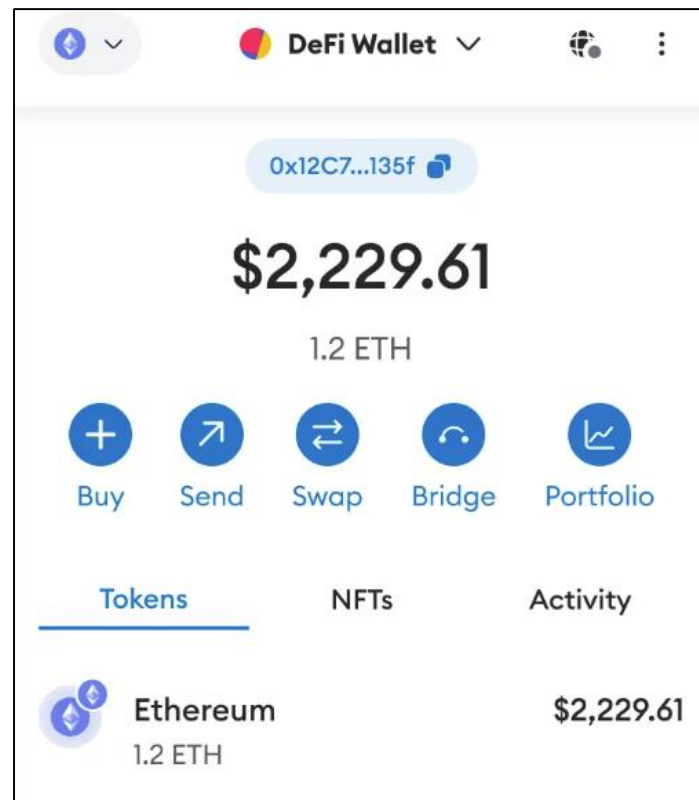 DeFi Wallet
0x12C7...135f
$2,229.61
1.2 ETH
Buy Send Swap Bridge Portfolio
Tokens NFTs Activity
Ethereum $2,229.61
1.2 ETH